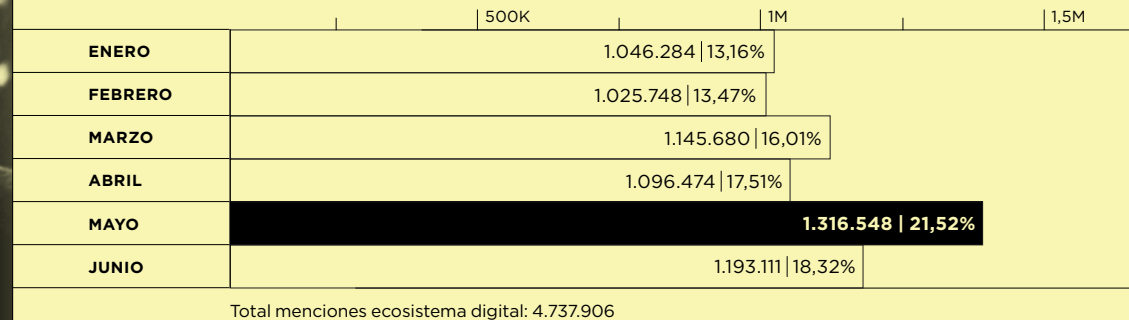 500K 1M 1,5M
ENERO 1.046.284 | 13,16%
FEBRERO 1.025.748 | 13,47%
MARZO 1.145.680 | 16,01%
ABRIL 1.096.474 | 17,51%
MAYO 1.316.548 | 21,52%
JUNIO 1.193.111 | 18,32%
Total menciones ecosistema digital: 4.737.906